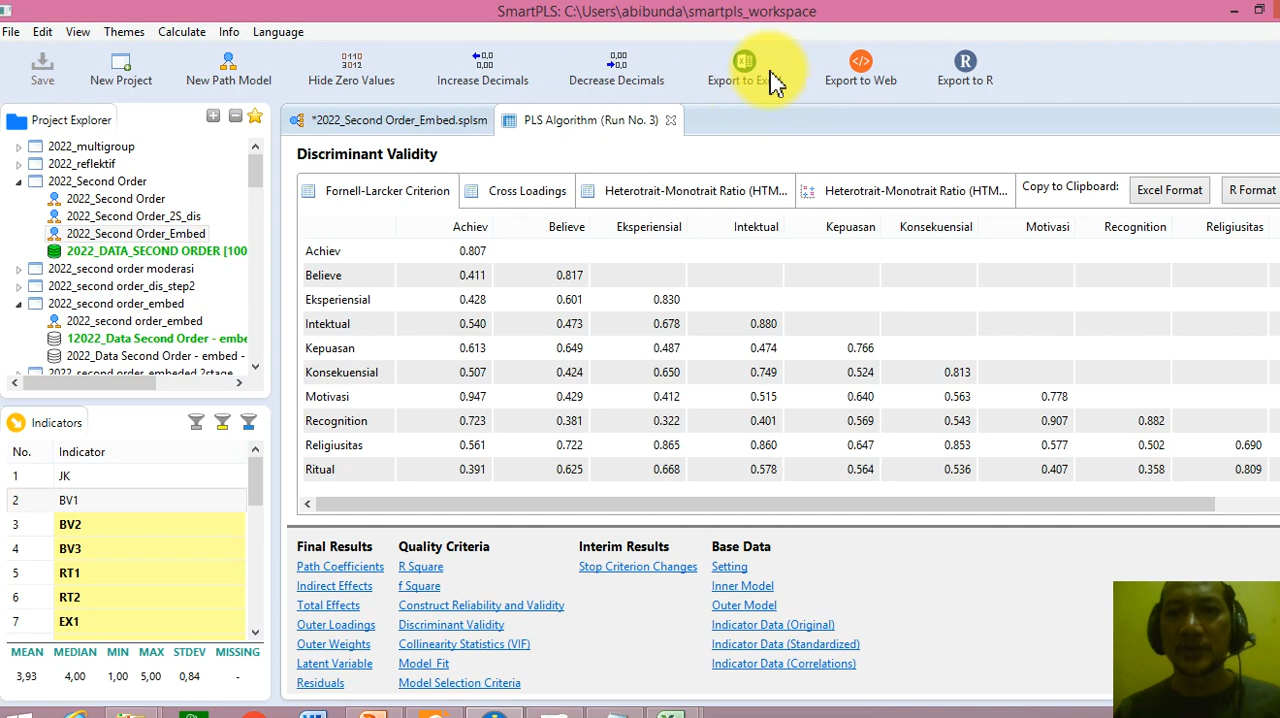 SmartPLS: C:\Users\abibunda\smartpls_workspace
File Edit View Themes Calculate Info Language
Save New Project New Path Model Hide Zero Values Increase Decimals Decrease Decimals Export to Export to Web Export to R
Project Explorer
2022_multigroup
2022_reflektif
2022_Second Order
2022_Second Order
2022_Second Order_2S_dis
2022_Second Order_Embed
2022_DATA_SECOND ORDER [100
2022_second order moderasi
2022_second order_dis_step2
2022_second order_embed
2022_second order_embed
12022_Data Second Order - embe
2022_Data Second Order - embed -
2022_second order_embeded 2stage
Indicators
No. Indicator
1 JK
2 BV1
3 BV2
4 BV3
5 RT1
6 RT2
7 EX1
MEAN MEDIAN MIN MAX STDEV MISSING
3,93 4,00 1,00 5,00 0,84 -
*2022_Second Order_Embed.splsm PLS Algorithm (Run No. 3)
Discriminant Validity
Fornell-Larcker Criterion Cross Loadings Heterotrait-Monotrait Ratio (HTM... Heterotrait-Monotrait Ratio (HTM... Copy to Clipboard: Excel Format R Format
Achiev Believe Eksperiensial Intektual Kepuasan Konsekuensial Motivasi Recognition Religiusitas
Achiev 0.807
Believe 0.411 0.817
Eksperiensial 0.428 0.601 0.830
Intektual 0.540 0.473 0.678 0.880
Kepuasan 0.613 0.649 0.487 0.474 0.766
Konsekuensial 0.507 0.424 0.650 0.749 0.524 0.813
Motivasi 0.947 0.429 0.412 0.515 0.640 0.563 0.778
Recognition 0.723 0.381 0.322 0.401 0.569 0.543 0.907 0.882
Religiusitas 0.561 0.722 0.865 0.860 0.647 0.853 0.577 0.502 0.690
Ritual 0.391 0.625 0.668 0.578 0.564 0.536 0.407 0.358 0.809
Final Results Quality Criteria Interim Results Base Data
Path Coefficients R Square Stop Criterion Changes Setting
Indirect Effects f Square Inner Model
Total Effects Construct Reliability and Validity Outer Model
Outer Loadings Discriminant Validity Indicator Data (Original)
Outer Weights Collinearity Statistics (VIF) Indicator Data (Standardized)
Latent Variable Model_Fit Indicator Data (Correlations)
Residuals Model Selection Criteria